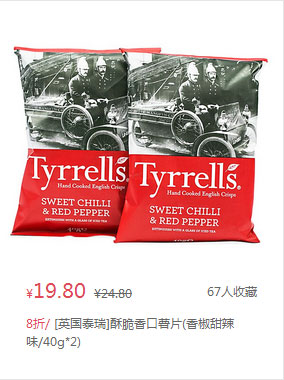 Tyrrells
Hand Cooked English Crisps
SWEET CHILLI
& RED PEPPER
Tyrrells
Hand Cooked English Crisps
SWEET CHILLI
& RED PEPPER
¥19.80 ¥24.80 67人收藏
8折/ [英国泰瑞]酥脆香口薯片(香椒甜辣
味/40g*2)